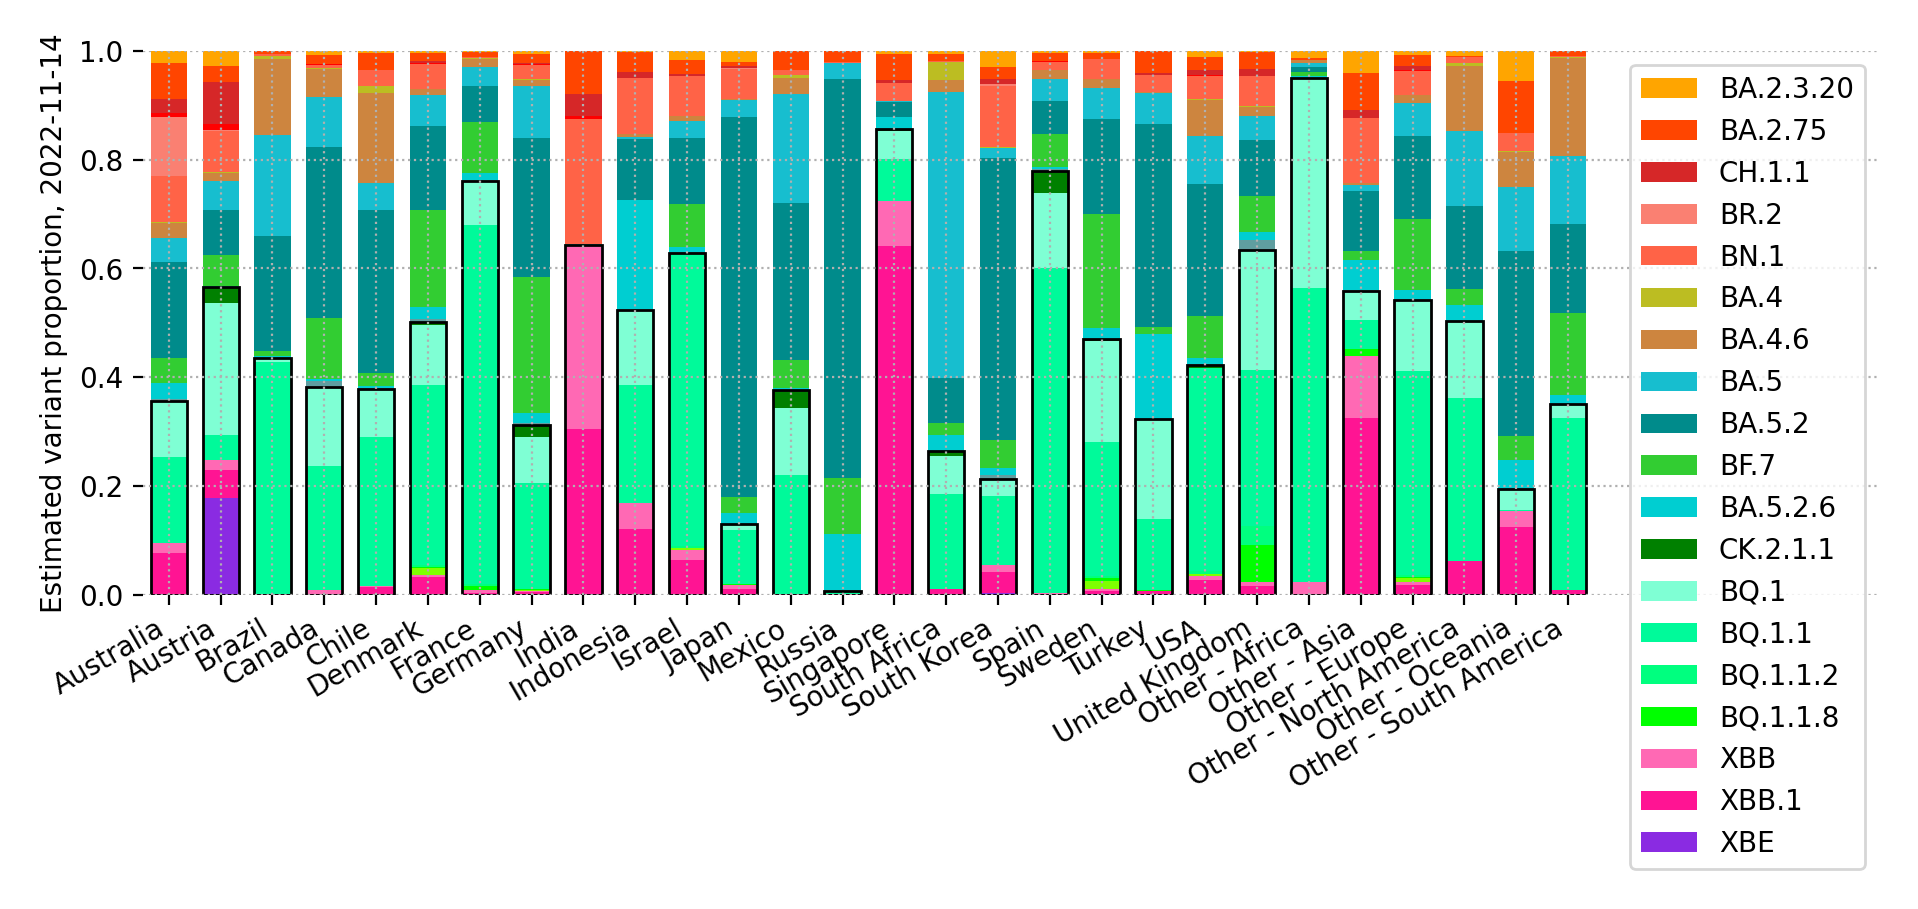 Estimated variant proportion, 2022-11-14
1.0
0.8
0.6
0.4
0.2
0.0
Australia
Austria
Brazil
Canada
Chile
Denmark
France
Germany
India
Indonesia
Israel
Japan
Mexico
Russia
Singapore
South Africa
South Korea
Spain
Sweden
Turkey
USA
United Kingdom
Other - Africa
Other - Asia
Other - Europe
Other - North America
Other - Oceania
Other - South America
BA.2.3.20
BA.2.75
CH.1.1
BR.2
BN.1
BA.4
BA.4.6
BA.5
BA.5.2
BF.7
BA.5.2.6
CK.2.1.1
BQ.1
BQ.1.1
BQ.1.1.2
BQ.1.1.8
XBB
XBB.1
XBE